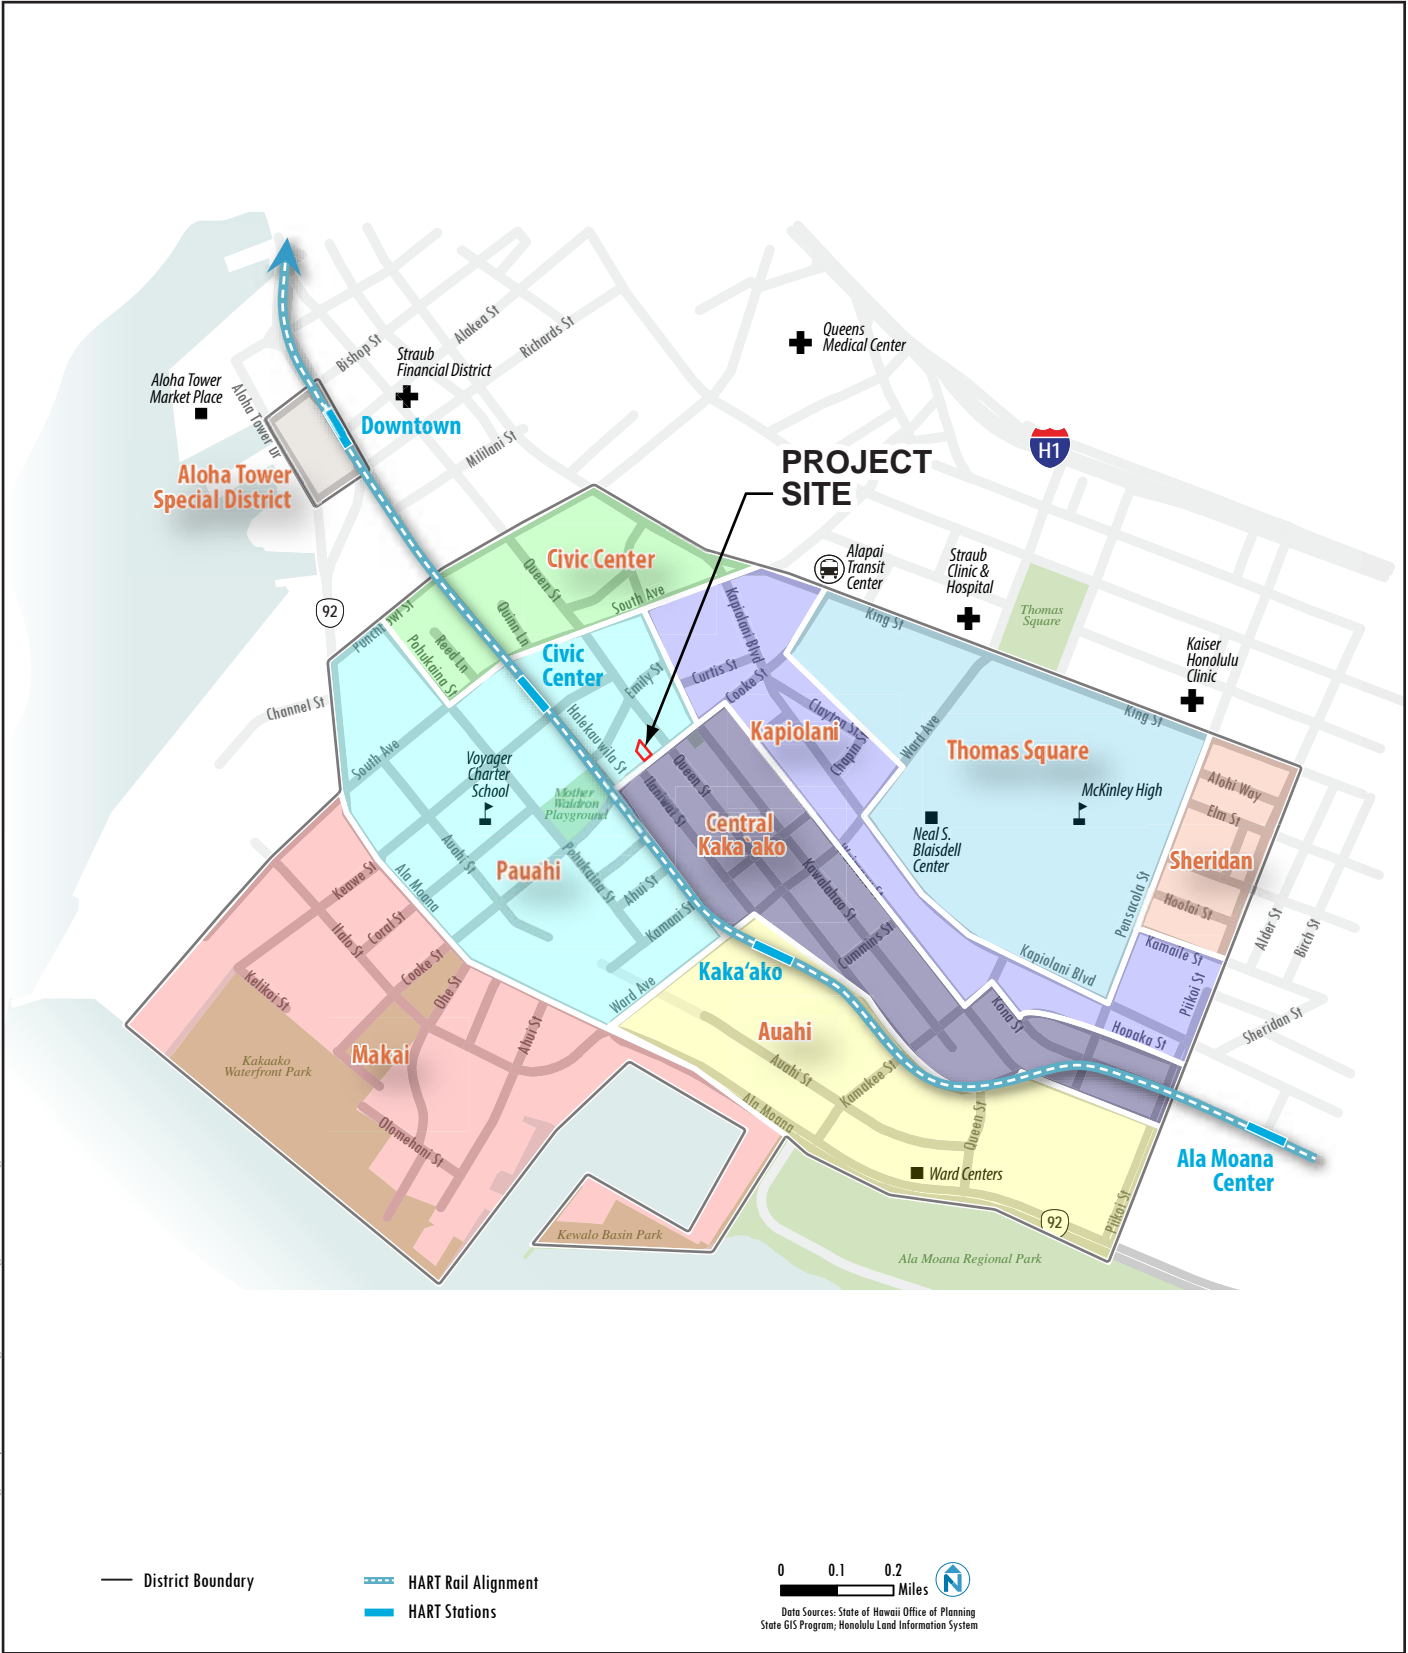 Queens
Medical Center
Alakea St
Richards St
Bishop St
Straub
Financial District
Aloha Tower
Market Place
Aloha Tower Dr
Downtown
Mililani St
H1
PROJECT
SITE
Aloha Tower
Special District
Civic Center
Alapai
Transit
Center
Straub
Clinic &
Hospital
Queen St
South Ave
Kapiolani Blvd
King St
Thomas
Square
92
Quinn Ln
Reed Ln
Pohukaina St
Civic
Center
Emily St
Curtis St
Cooke St
Kaiser
Honolulu
Clinic
Channel St
Halekauwila St
Clayton St
Chapin St
Ward Ave
King St
Kapiolani
Thomas Square
South Ave
Voyager
Charter
School
Queen St
Mother
Waldron
Playground
McKinley High
Alohi Way
Elm St
Central
Kaka`ako
Neal S.
Blaisdell
Center
Sheridan
Pauahi
Auahi St
Pohukaina St
Ahui St
Kamani St
Kawaiahao St
Cummins St
Keawe St
Ala Moana
Coral St
Halo St
Cooke St
Ohe St
Kelikoi St
Pensacola St
Hoolai St
Alder St
Birch St
Kamaile St
Kapiolani Blvd
Piikoi St
Kaka‘ako
Ward Ave
Kona St
Hopaka St
Sheridan St
Auahi
Ahui St
Makai
Kakaako
Waterfront Park
Auahi St
Kamakee St
Queen St
Ala Moana
Olomehani St
Ala Moana
Center
Ward Centers
Piikoi St
92
Kewalo Basin Park
Ala Moana Regional Park
District Boundary
HART Rail Alignment
HART Stations
0 0.1 0.2
Miles
N
Data Sources: State of Hawaii Office of Planning
State GIS Program; Honolulu Land Information System